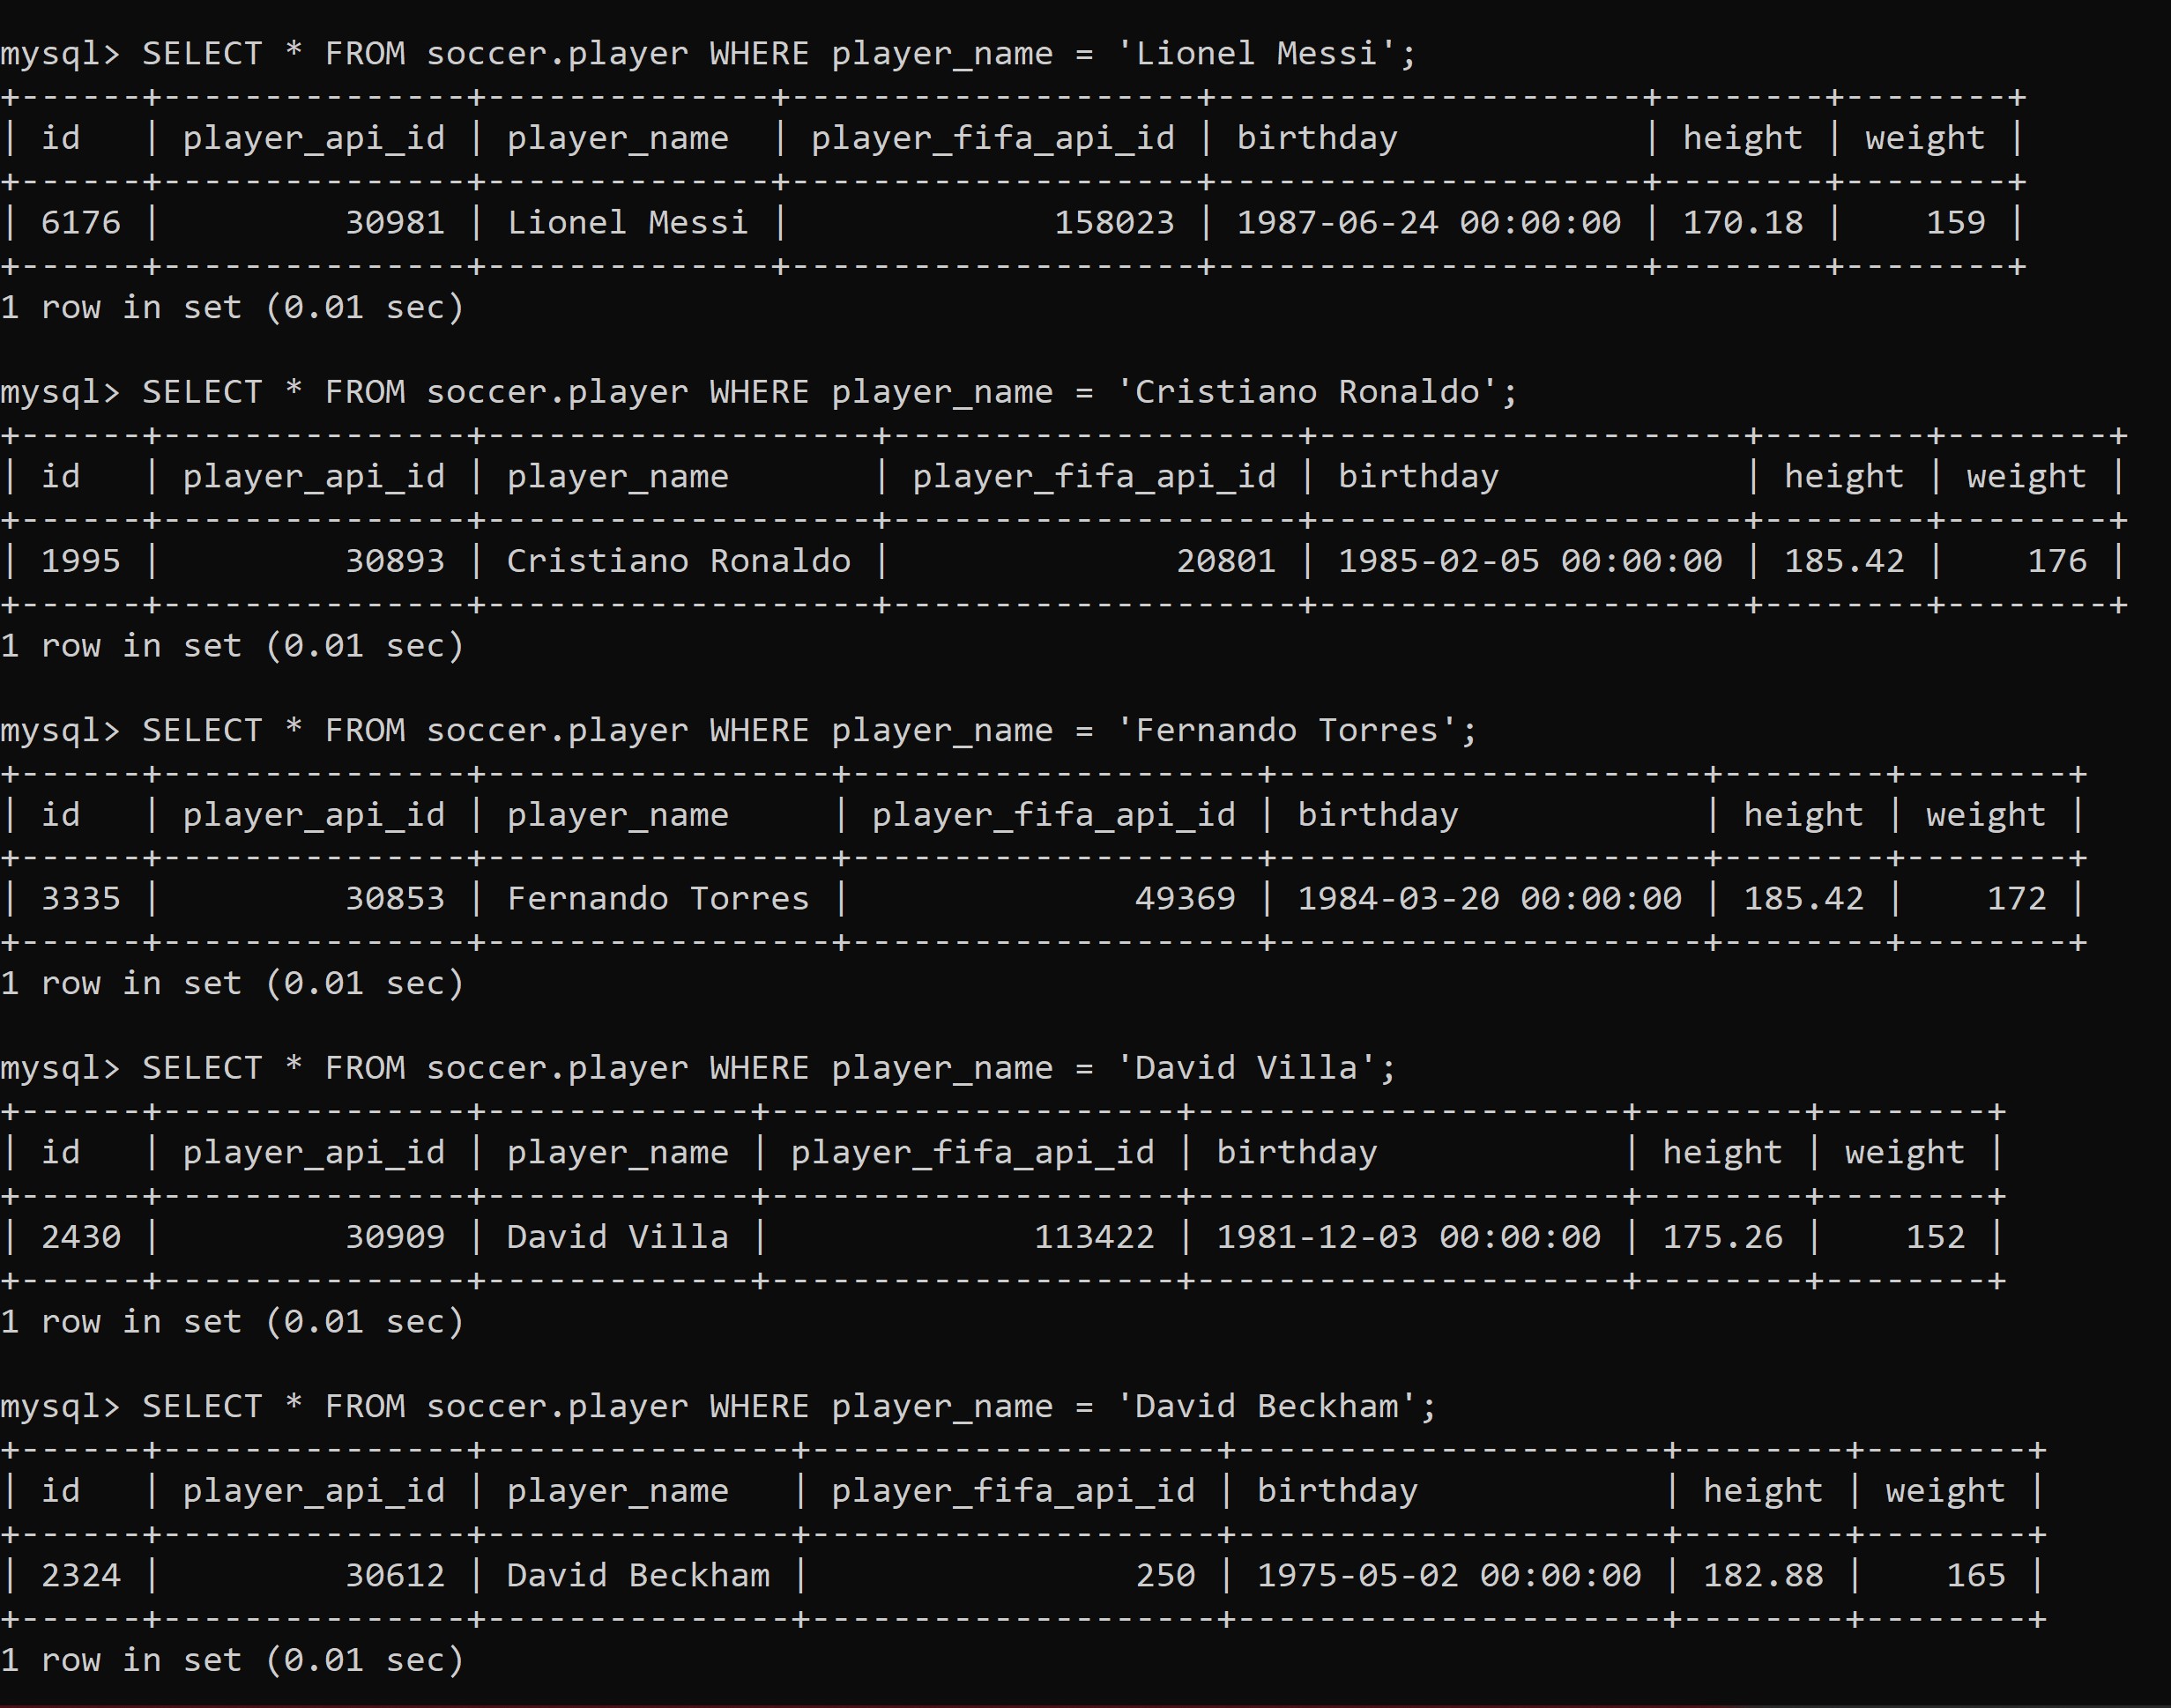 mysql> SELECT * FROM soccer.player WHERE player_name = 'Lionel Messi';
+------+---------------+--------------+--------------------+---------------------+--------+--------+
| id   | player_api_id | player_name  | player_fifa_api_id | birthday            | height | weight |
+------+---------------+--------------+--------------------+---------------------+--------+--------+
| 6176 |         30981 | Lionel Messi |             158023 | 1987-06-24 00:00:00 | 170.18 |    159 |
+------+---------------+--------------+--------------------+---------------------+--------+--------+
1 row in set (0.01 sec)

mysql> SELECT * FROM soccer.player WHERE player_name = 'Cristiano Ronaldo';
+------+---------------+-------------------+--------------------+---------------------+--------+--------+
| id   | player_api_id | player_name       | player_fifa_api_id | birthday            | height | weight |
+------+---------------+-------------------+--------------------+---------------------+--------+--------+
| 1995 |         30893 | Cristiano Ronaldo |              20801 | 1985-02-05 00:00:00 | 185.42 |    176 |
+------+---------------+-------------------+--------------------+---------------------+--------+--------+
1 row in set (0.01 sec)

mysql> SELECT * FROM soccer.player WHERE player_name = 'Fernando Torres';
+------+---------------+-----------------+--------------------+---------------------+--------+--------+
| id   | player_api_id | player_name     | player_fifa_api_id | birthday            | height | weight |
+------+---------------+-----------------+--------------------+---------------------+--------+--------+
| 3335 |         30853 | Fernando Torres |              49369 | 1984-03-20 00:00:00 | 185.42 |    172 |
+------+---------------+-----------------+--------------------+---------------------+--------+--------+
1 row in set (0.01 sec)

mysql> SELECT * FROM soccer.player WHERE player_name = 'David Villa';
+------+---------------+-------------+--------------------+---------------------+--------+--------+
| id   | player_api_id | player_name | player_fifa_api_id | birthday            | height | weight |
+------+---------------+-------------+--------------------+---------------------+--------+--------+
| 2430 |         30909 | David Villa |             113422 | 1981-12-03 00:00:00 | 175.26 |    152 |
+------+---------------+-------------+--------------------+---------------------+--------+--------+
1 row in set (0.01 sec)

mysql> SELECT * FROM soccer.player WHERE player_name = 'David Beckham';
+------+---------------+---------------+--------------------+---------------------+--------+--------+
| id   | player_api_id | player_name   | player_fifa_api_id | birthday            | height | weight |
+------+---------------+---------------+--------------------+---------------------+--------+--------+
| 2324 |         30612 | David Beckham |                250 | 1975-05-02 00:00:00 | 182.88 |    165 |
+------+---------------+---------------+--------------------+---------------------+--------+--------+
1 row in set (0.01 sec)